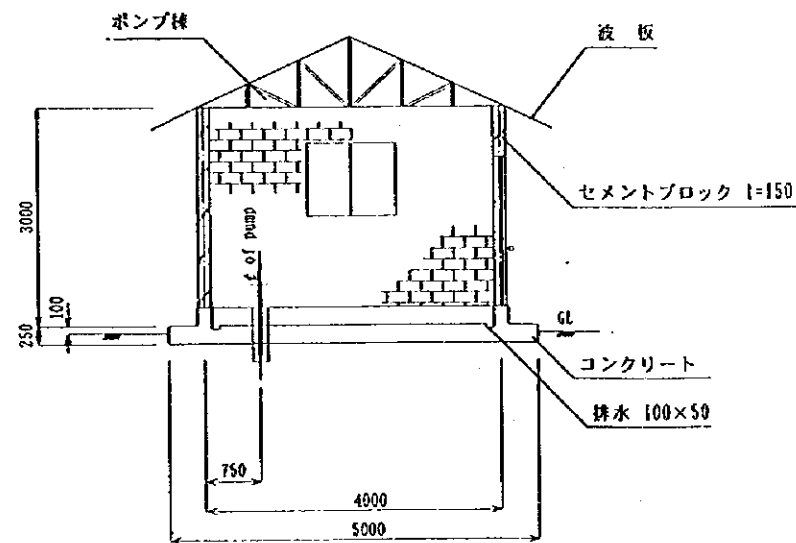 ポンプ棟
波 板
セメントブロック t=150
3000
℄ of pump
100
250
GL
コンクリート
排水 100×50
750
4000
5000